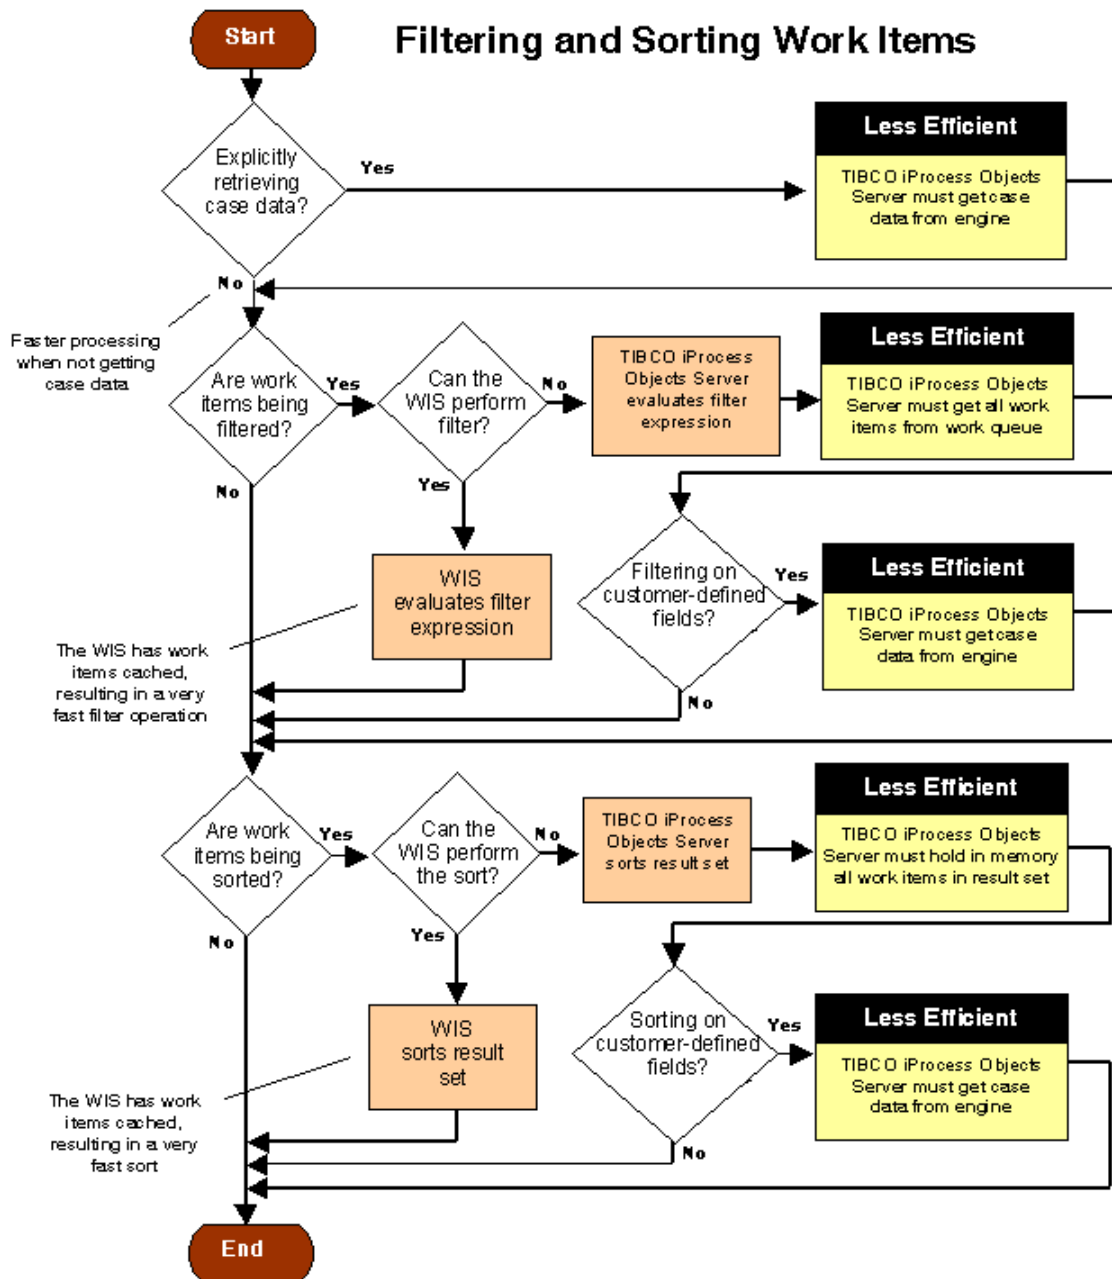 Start
Filtering and Sorting Work Items
Explicitly
retrieving
case data?
Yes
Less Efficient
TIBCO iProcess Objects
Server must get case
data from engine
No
Faster processing
when not getting
case data
Are work
items being
filtered?
Yes
Can the
WIS perform
filter?
No
TIBCO iProcess
Objects Server
evaluates filter
expression
Less Efficient
TIBCO iProcess Objects
Server must get all work
items from work queue
No
Yes
WIS
evaluates filter
expression
Filtering on
customer-defined
fields?
Yes
Less Efficient
TIBCO iProcess Objects
Server must get case
data from engine
The WIS has work
items cached,
resulting in a very
fast filter operation
No
Are work
items being
sorted?
Yes
Can the
WIS perform
the sort?
No
TIBCO iProcess
Objects Server
sorts result set
Less Efficient
TIBCO iProcess Objects
Server must hold in memory
all work items in result set
No
Yes
WIS
sorts result
set
Sorting on
customer-defined
fields?
Yes
Less Efficient
TIBCO iProcess Objects
Server must get case
data from engine
The WIS has work
items cached,
resulting in a very
fast sort
No
End